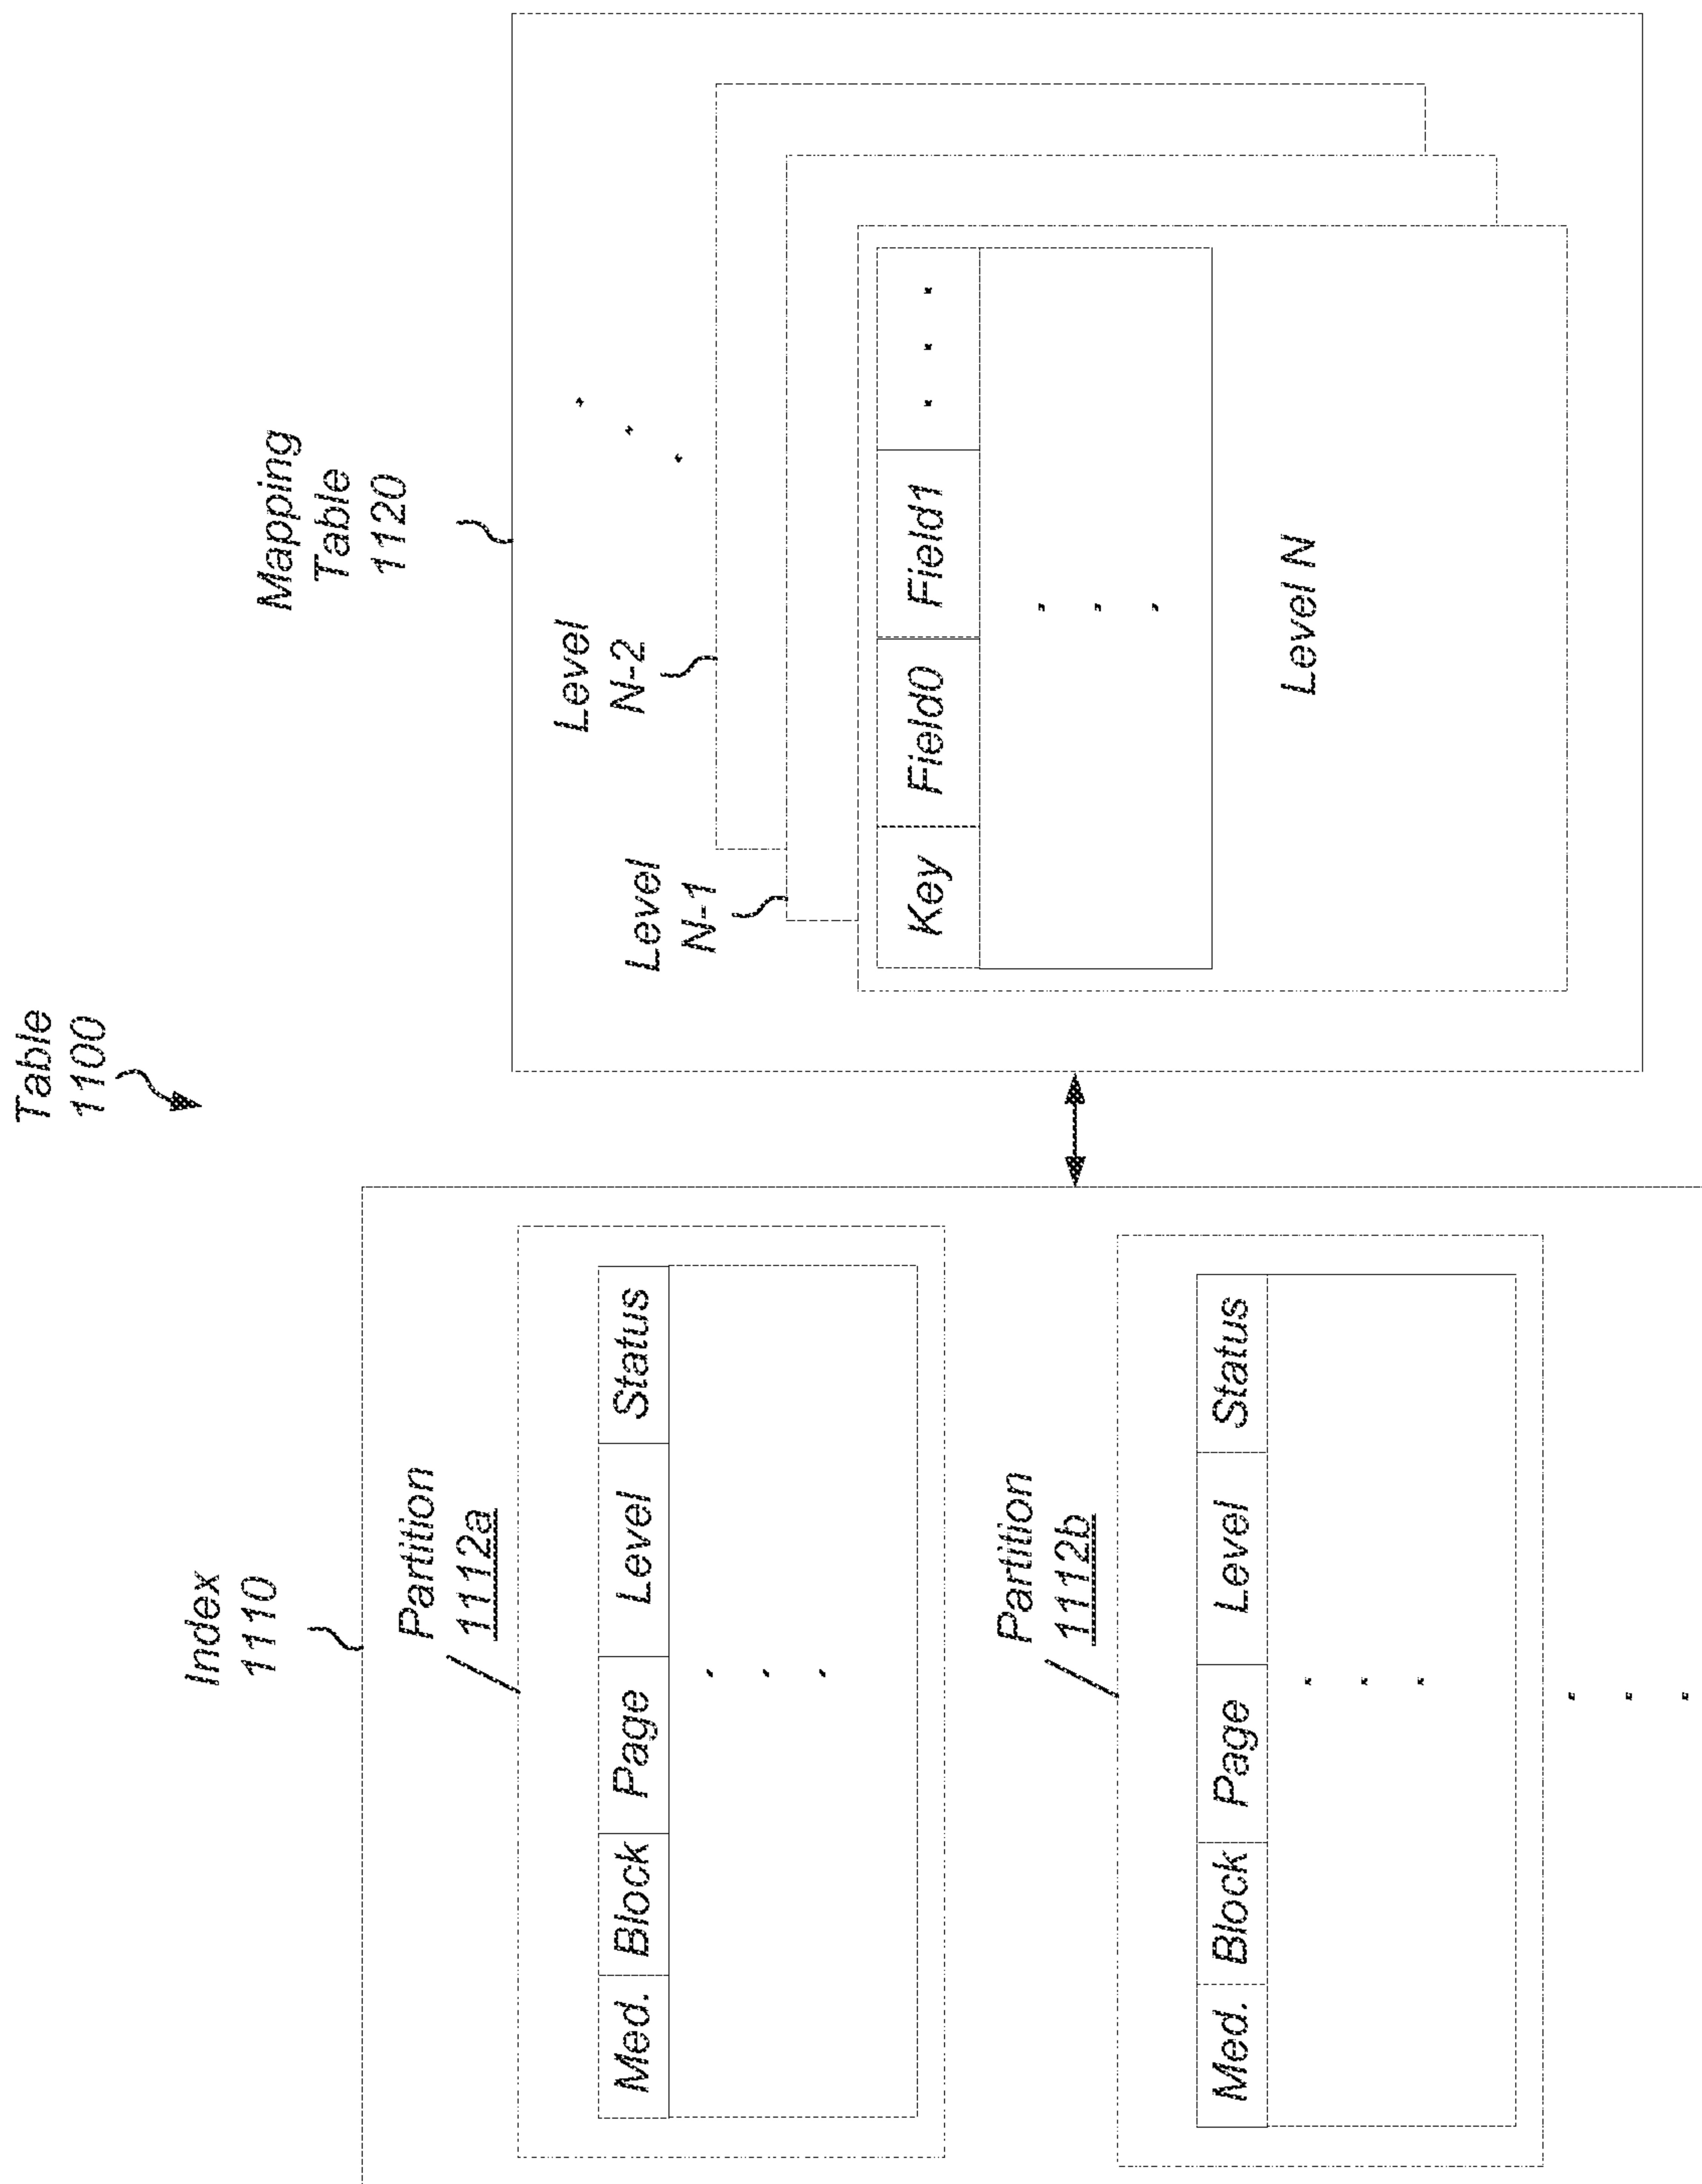 Table
1100
Index
1110
Partition
1112a
Med. Block Page Level Status
Partition
1112b
Med. Block Page Level Status
Mapping
Table
1120
Level
N-2
Level
N-1
Key Field0 Field1
Level N